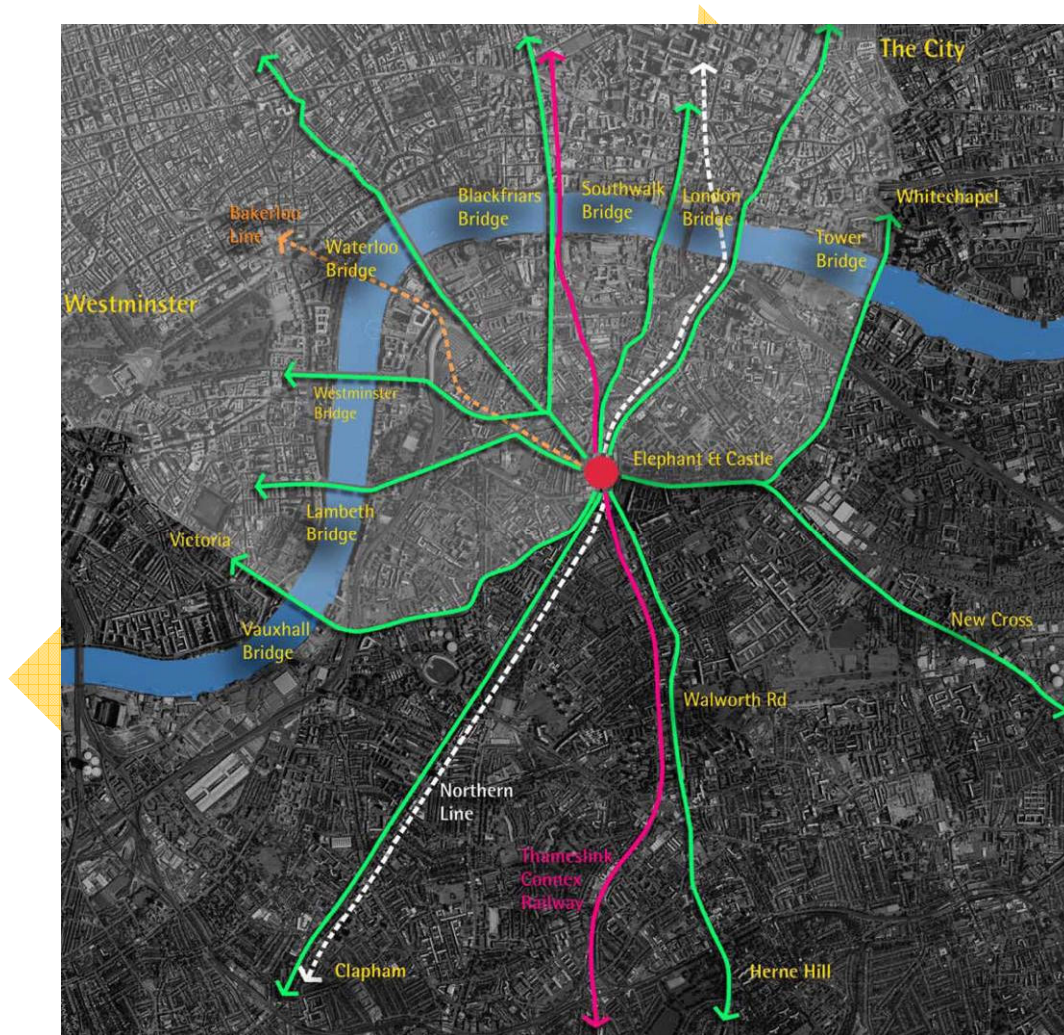 The City
Blackfriars
Bridge
Southwalk
Bridge
London
Bridge
Whitechapel
Bakerloo
Line
Waterloo
Bridge
Tower
Bridge
Westminster
Westminster
Bridge
Elephant & Castle
Lambeth
Bridge
Victoria
Vauxhall
Bridge
New Cross
Walworth Rd
Northern
Line
Thameslink
Connex
Railway
Clapham
Herne Hill